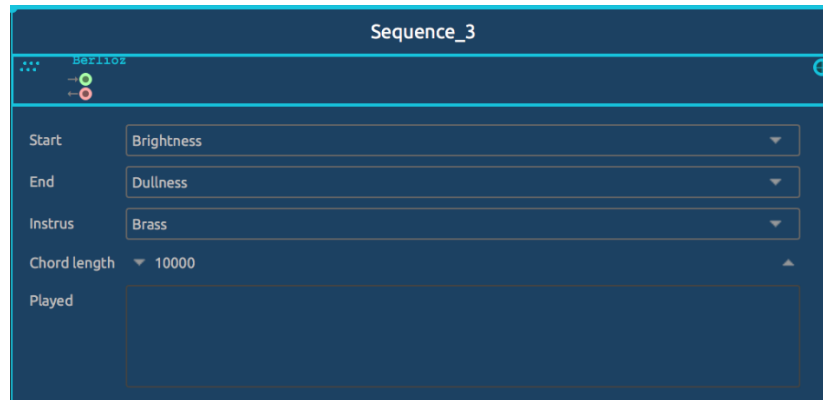 Sequence_3
Berlioz
Start Brightness
End Dullness
Instrus Brass
Chord length 10000
Played